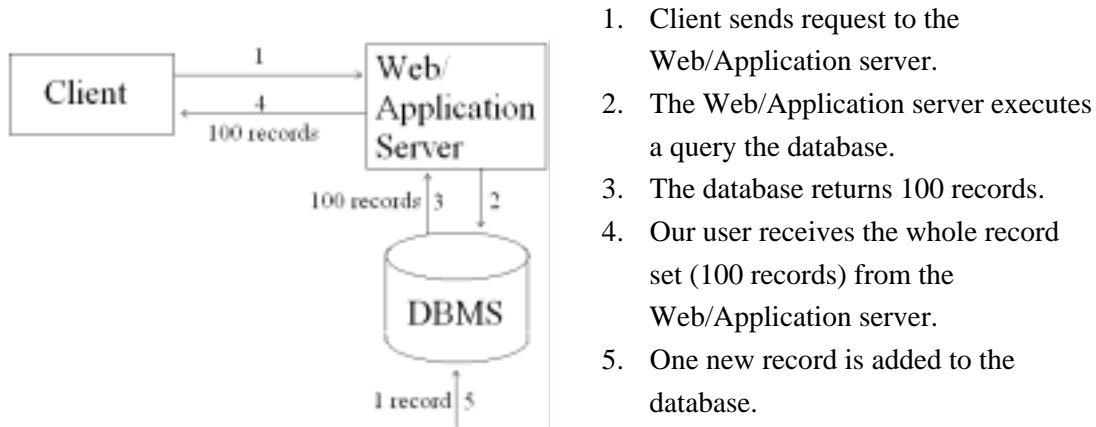 Client
1
4
100 records
Web/
Application
Server
100 records
3
2
DBMS
1 record
5
1. Client sends request to the
Web/Application server.
2. The Web/Application server executes
a query the database.
3. The database returns 100 records.
4. Our user receives the whole record
set (100 records) from the
Web/Application server.
5. One new record is added to the
database.